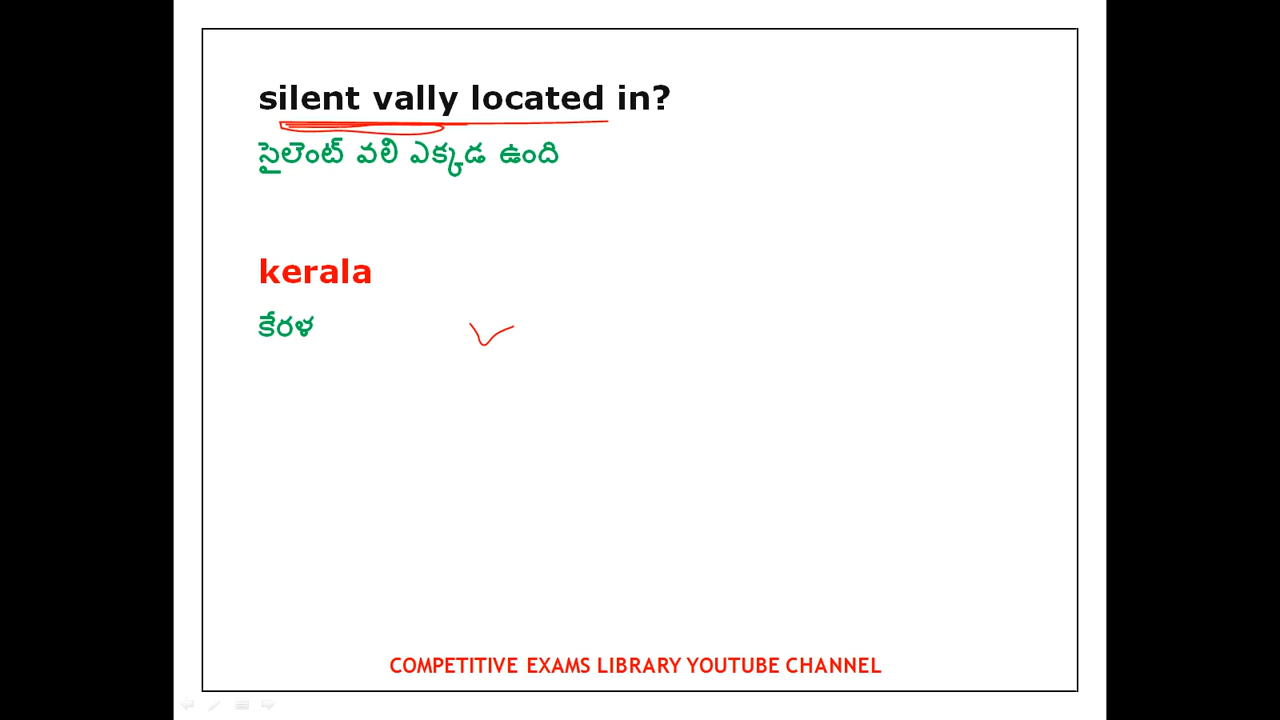 silent vally located in?
సైలెంట్ వలీ ఎక్కడ ఉంది
kerala
కేరళ
COMPETITIVE EXAMS LIBRARY YOUTUBE CHANNEL